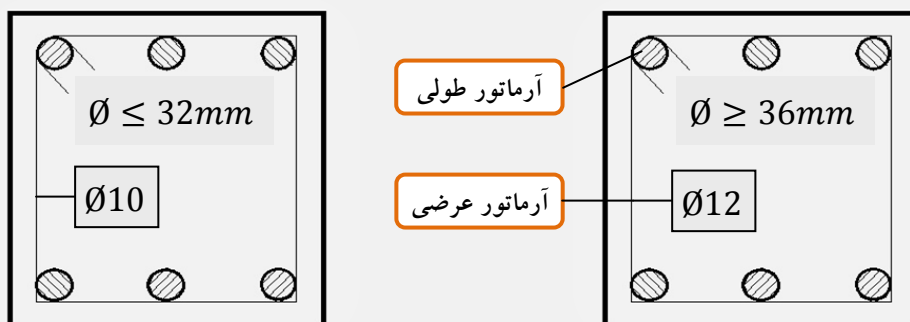 Ø ≤ 32mm
Ø10
آرماتور طولی
آرماتور عرضی
Ø ≥ 36mm
Ø12